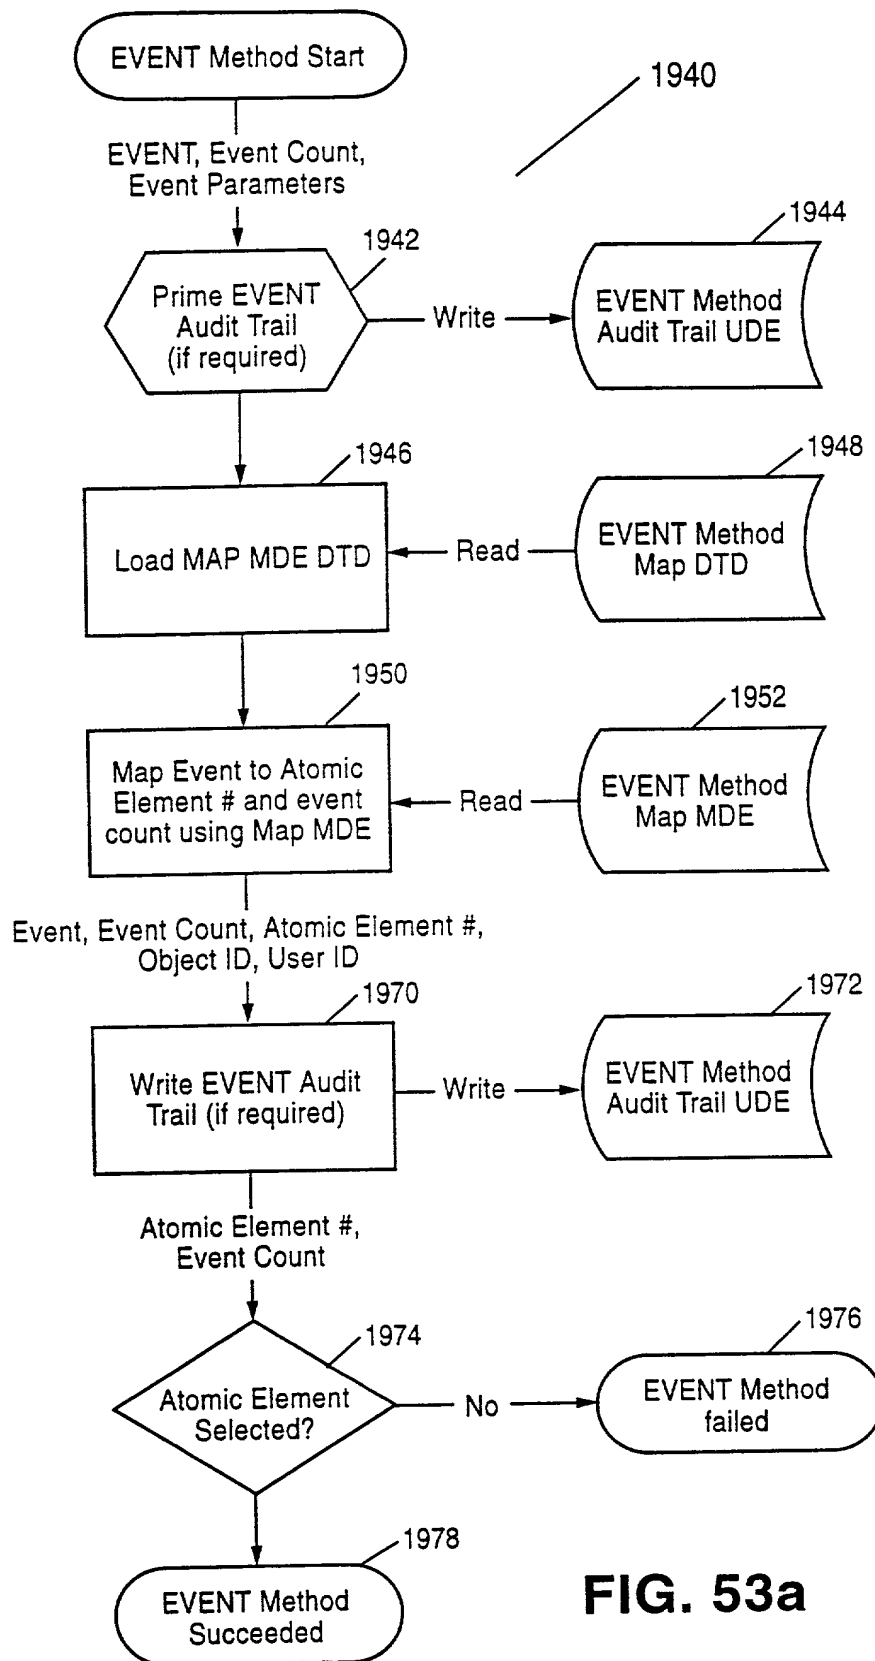 EVENT Method Start
1940
EVENT, Event Count,
Event Parameters
1942
Prime EVENT
Audit Trail
(if required)
Write
1944
EVENT Method
Audit Trail UDE
1946
Load MAP MDE DTD
Read
1948
EVENT Method
Map DTD
1950
Map Event to Atomic
Element # and event
count using Map MDE
Read
1952
EVENT Method
Map MDE
Event, Event Count, Atomic Element #,
Object ID, User ID
1970
Write EVENT Audit
Trail (if required)
Write
1972
EVENT Method
Audit Trail UDE
Atomic Element #,
Event Count
1974
Atomic Element
Selected?
No
1976
EVENT Method
failed
1978
EVENT Method
Succeeded
FIG. 53a